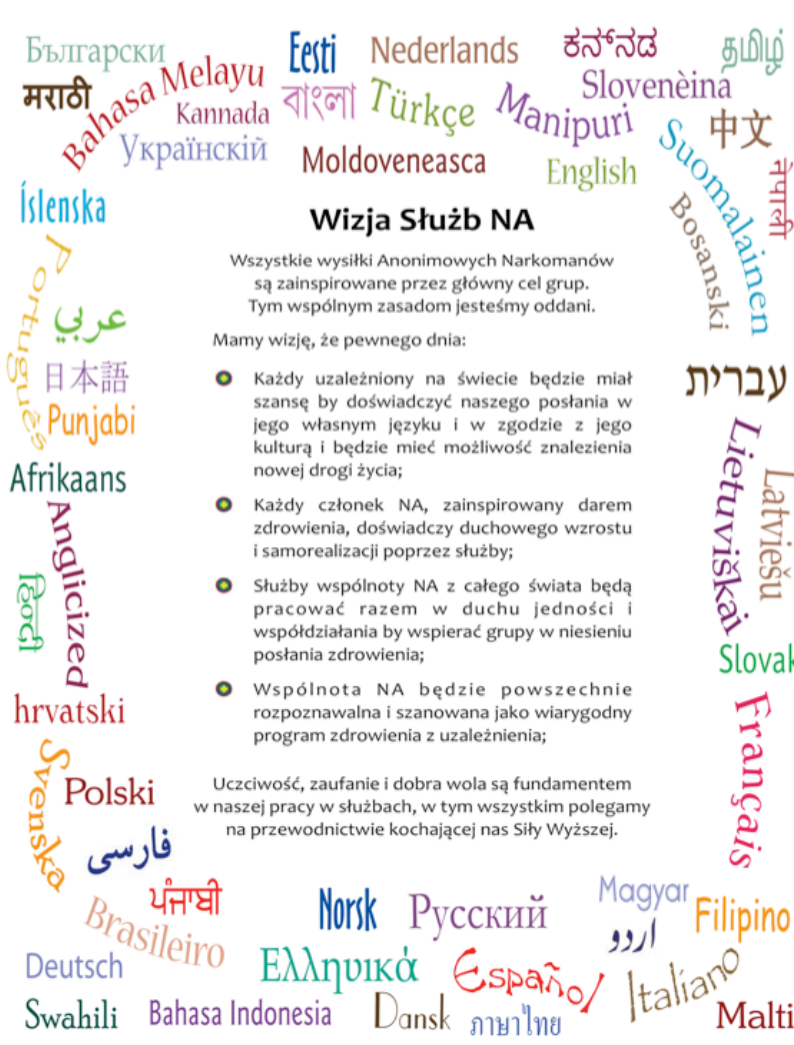 Български
Bahasa Melayu
Eesti
Nederlands
ಕನ್ನಡ
தமிழ்
मराठी
Kannada
বাংলা
Türkçe
Manipuri
Slovenèina
中文
Українскій
Moldoveneasca
English
Suomalainen
नेपाली
Íslenska
Bosanski
Wizja Służb NA
Wszystkie wysiłki Anonimowych Narkomanów
są zainspirowane przez główny cel grup.
Tym wspólnym zasadom jesteśmy oddani.
Mamy wizję, że pewnego dnia:
Każdy uzależniony na świecie będzie miał
szansę by doświadczyć naszego posłania w
jego własnym języku i w zgodzie z jego
kulturą i będzie mieć możliwość znalezienia
nowej drogi życia;
Każdy członek NA, zainspirowany darem
zdrowienia, doświadczy duchowego wzrostu
i samorealizacji poprzez służby;
Służby wspólnoty NA z całego świata będą
pracować razem w duchu jedności i
współdziałania by wspierać grupy w niesieniu
posłania zdrowienia;
Wspólnota NA będzie powszechnie
rozpoznawalna i szanowana jako wiarygodny
program zdrowienia z uzależnienia;
Uczciwość, zaufanie i dobra wola są fundamentem
w naszej pracy w służbach, w tym wszystkim polegamy
na przewodnictwie kochającej nas Siły Wyższej.
Português
عربي
日本語
Punjabi
Afrikaans
Anglicized
हिन्दी
hrvatski
Svenska
Polski
فارسی
עברית
Lietuviškai
Latviešu
Slovak
Français
ਪੰਜਾਬੀ
Brasileiro
Norsk
Русский
Magyar
اردو
Filipino
Deutsch
Ελληνικά
Español
Italiano
Swahili
Bahasa Indonesia
Dansk
ภาษาไทย
Malti